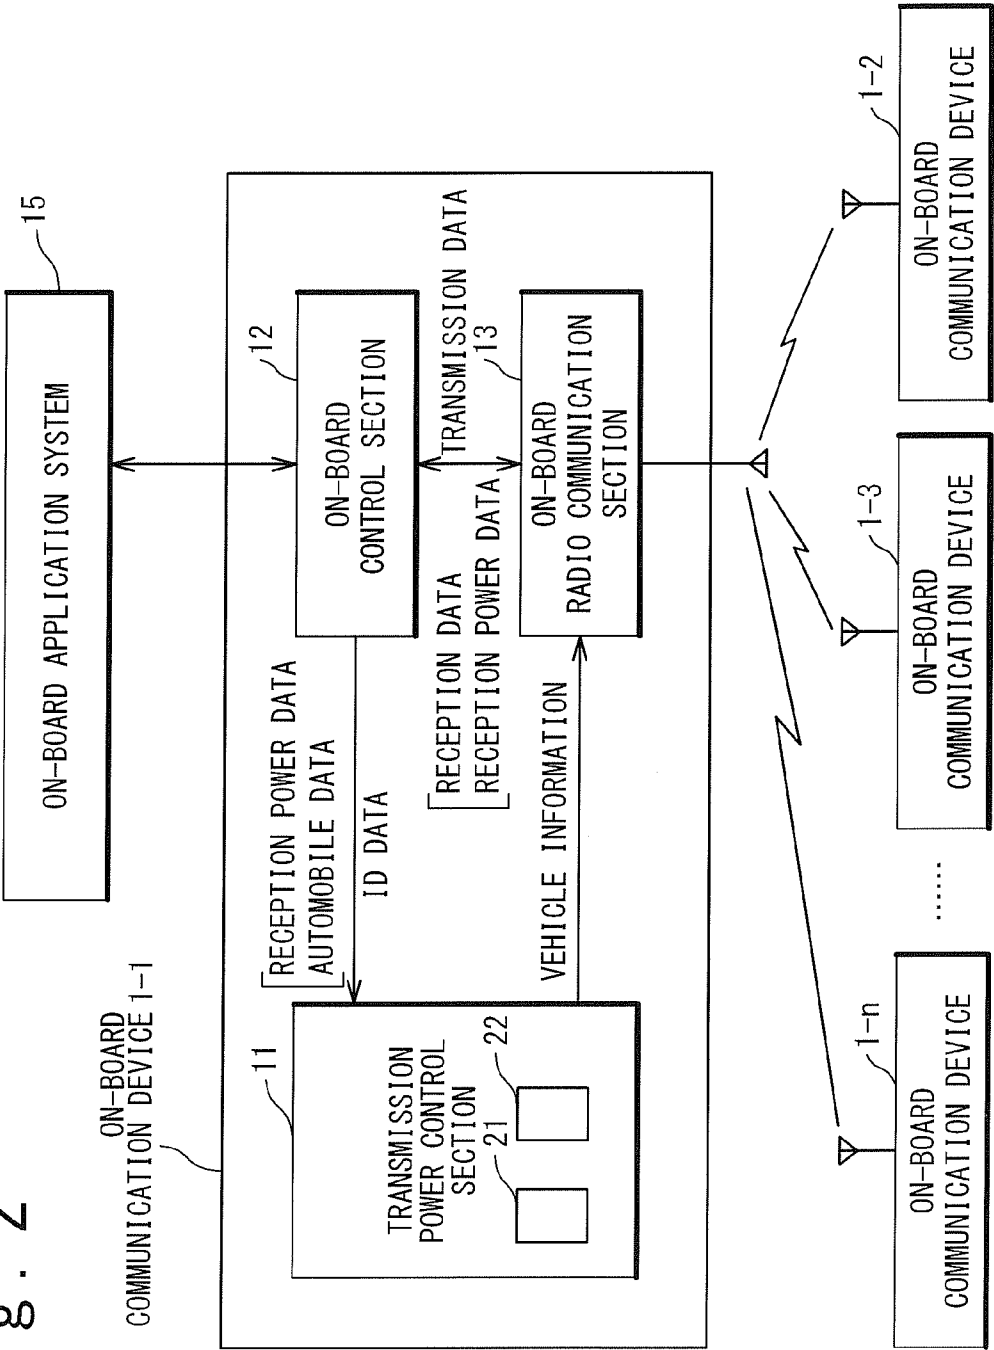 g. 2
ON-BOARD APPLICATION SYSTEM
15
ON-BOARD
COMMUNICATION DEVICE 1-1
11
TRANSMISSION
POWER CONTROL
SECTION
21
22
RECEPTION POWER DATA
AUTOMOBILE DATA
ID DATA
12
ON-BOARD
CONTROL SECTION
RECEPTION DATA
RECEPTION POWER DATA
TRANSMISSION DATA
VEHICLE INFORMATION
13
ON-BOARD
RADIO COMMUNICATION
SECTION
1-n
ON-BOARD
COMMUNICATION DEVICE
......
1-3
ON-BOARD
COMMUNICATION DEVICE
1-2
ON-BOARD
COMMUNICATION DEVICE